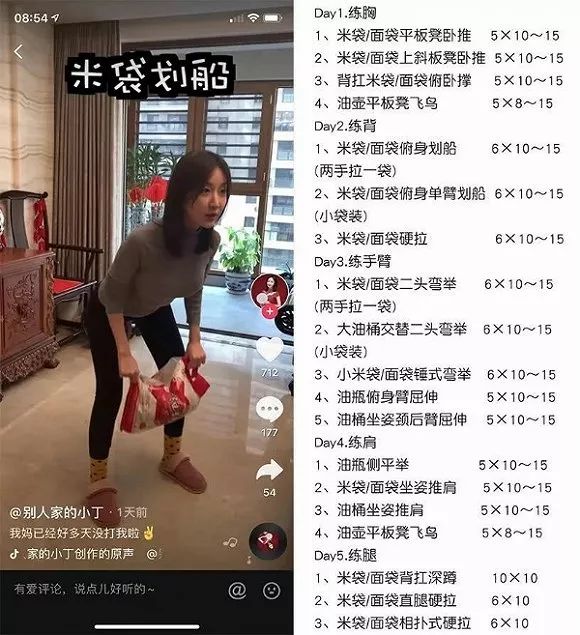 08:54
米袋划船
712
177
54
@别人家的小丁 · 1天前
我妈已经好多天没打我啦✌
家的小丁创作的原声
有爱评论，说点儿好听的~
Day1.练胸
1、米袋/面袋平板凳卧推 5×10～15
2、米袋/面袋上斜板凳卧推 5×10～15
3、背扛米袋/面袋俯卧撑 5×10～15
4、油壶平板凳飞鸟 5×8～15
Day2.练背
1、米袋/面袋俯身划船 6×10～15
(两手拉一袋)
2、米袋/面袋俯身单臂划船 6×10～15
(小袋装)
3、米袋/面袋硬拉 6×10～15
Day3.练手臂
1、米袋/面袋二头弯举 6×10～15
(两手拉一袋)
2、大油桶交替二头弯举 6×10～15
(小袋装)
3、小米袋/面袋锤式弯举 6×10～15
4、油瓶俯身臂屈伸 5×10～15
5、油桶坐姿颈后臂屈伸 5×10～15
Day4.练肩
1、油瓶侧平举 5×10～15
2、米袋/面袋坐姿推肩 5×10～15
3、油桶坐姿推肩 5×10～15
4、油壶平板凳飞鸟 5×8～15
Day5.练腿
1、米袋/面袋背扛深蹲 10×10
2、米袋/面袋直腿硬拉 6×10
3、米袋/面袋相扑式硬拉 6×10